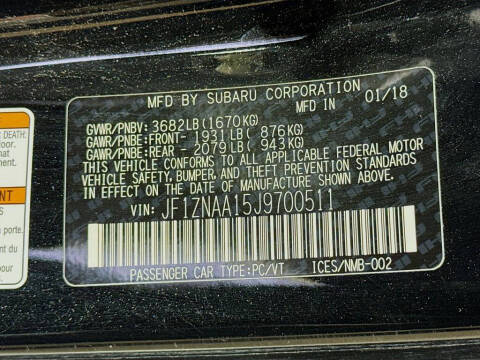 MFD BY SUBARU CORPORATION
MFD IN 01/18
GVWR/PNBV: 3682LB(1670KG)
GAWR/PNBE:FRONT- 1931LB( 876KG)
GAWR/PNBE:REAR- 2079LB( 943KG)
THIS VEHICLE CONFORMS TO ALL APPLICABLE FEDERAL MOTOR
VEHICLE SAFETY, BUMPER, AND THEFT PREVENTION STANDARDS
IN EFFECT ON THE DATE OF MANUFACTURE SHOWN ABOVE.
VIN: JF1ZNAA15J9700511
PASSENGER CAR TYPE:PC/VT ICES/NMB-002
DEATH: